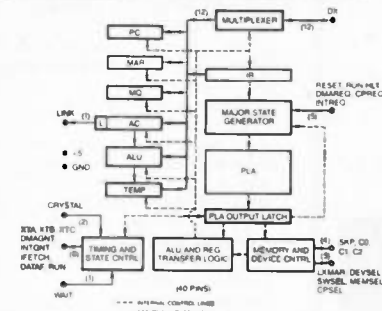 (12)
MULTIPLEXER
(12)
DX
PC
MAR
IR
MQ
RESET, RUN/HLT
DMAREQ, CPREQ
INTREQ
MAJOR STATE
GENERATOR
(5)
LINK
(1)
L
AC
+5
GND
ALU
PLA
TEMP
PLA OUTPUT LATCH
CRYSTAL
(2)
XTA, XTB, XTC
DMAGNT
INTGNT
IFETCH
DATAF, RUN
(8)
TIMING AND
STATE CNTRL
ALU AND REG
TRANSFER LOGIC
MEMORY AND
DEVICE CNTRL
(4)
SKP, C0
C1, C2
(5)
LXMAR, DEVSEL
SWSEL, MEMSEL
CPSEL
WAIT
(1)
(40 PINS)
INTERNAL CONTROL LINES